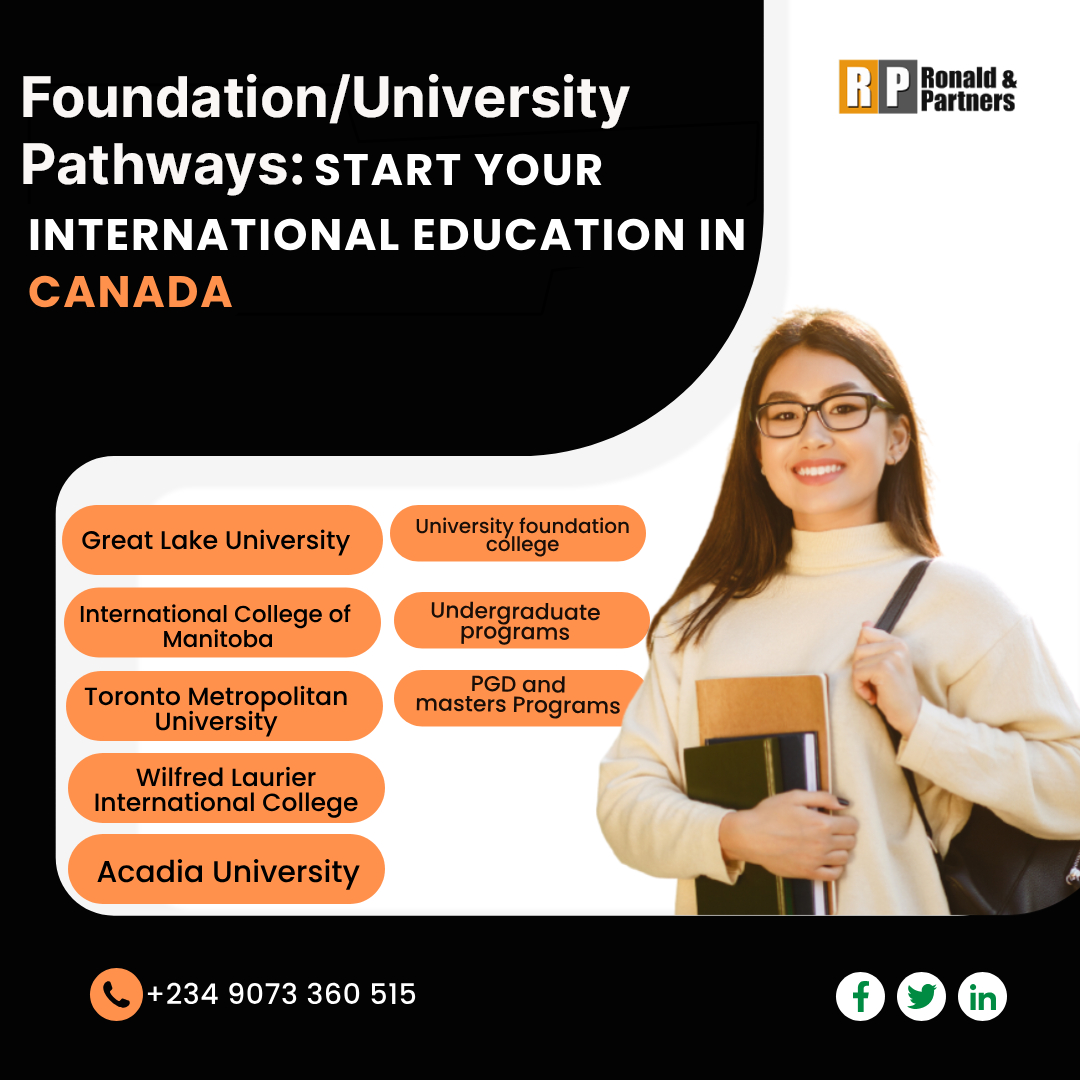 Foundation/University
Pathways: START YOUR
INTERNATIONAL EDUCATION IN
CANADA
RP Ronald &
Partners
Great Lake University
International College of
Manitoba
Toronto Metropolitan
University
Wilfred Laurier
International College
Acadia University
University foundation
college
Undergraduate
programs
PGD and
masters Programs
+234 9073 360 515